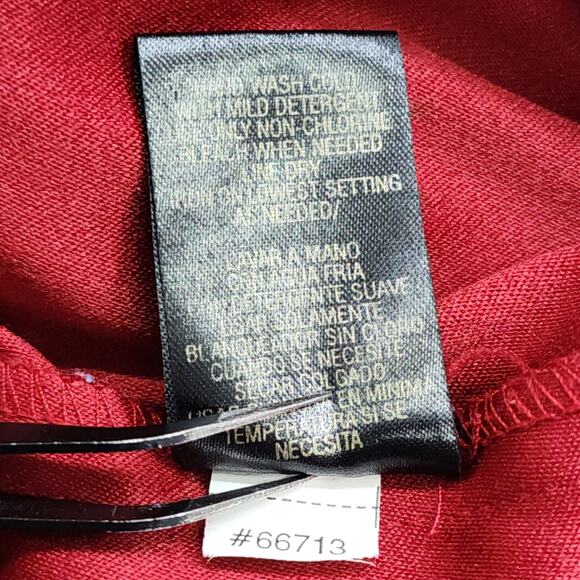 HAND WASH COLD
WITH MILD DETERGENT
USE ONLY NON-CHLORINE
BLEACH WHEN NEEDED
LINE DRY
IRON ON LOWEST SETTING
AS NEEDED/
LAVAR A MANO
CON AGUA FRIA
DETERGENTE SUAVE
USAR SOLAMENTE
BLANQUEADOR SIN CLORO
CUANDO SE NECESITE
SECAR COLGADO
EN MINIMA
TEMPERATURA SI SE
NECESITA
#66713